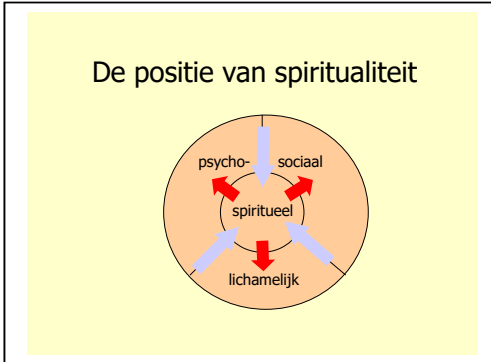 De positie van spiritualiteit
psycho- sociaal
spiritueel
lichamelijk